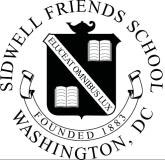 SIDWELL FRIENDS SCHOOL
ELUCEAT OMNIBUS LUX
FOUNDED 1883
WASHINGTON, DC